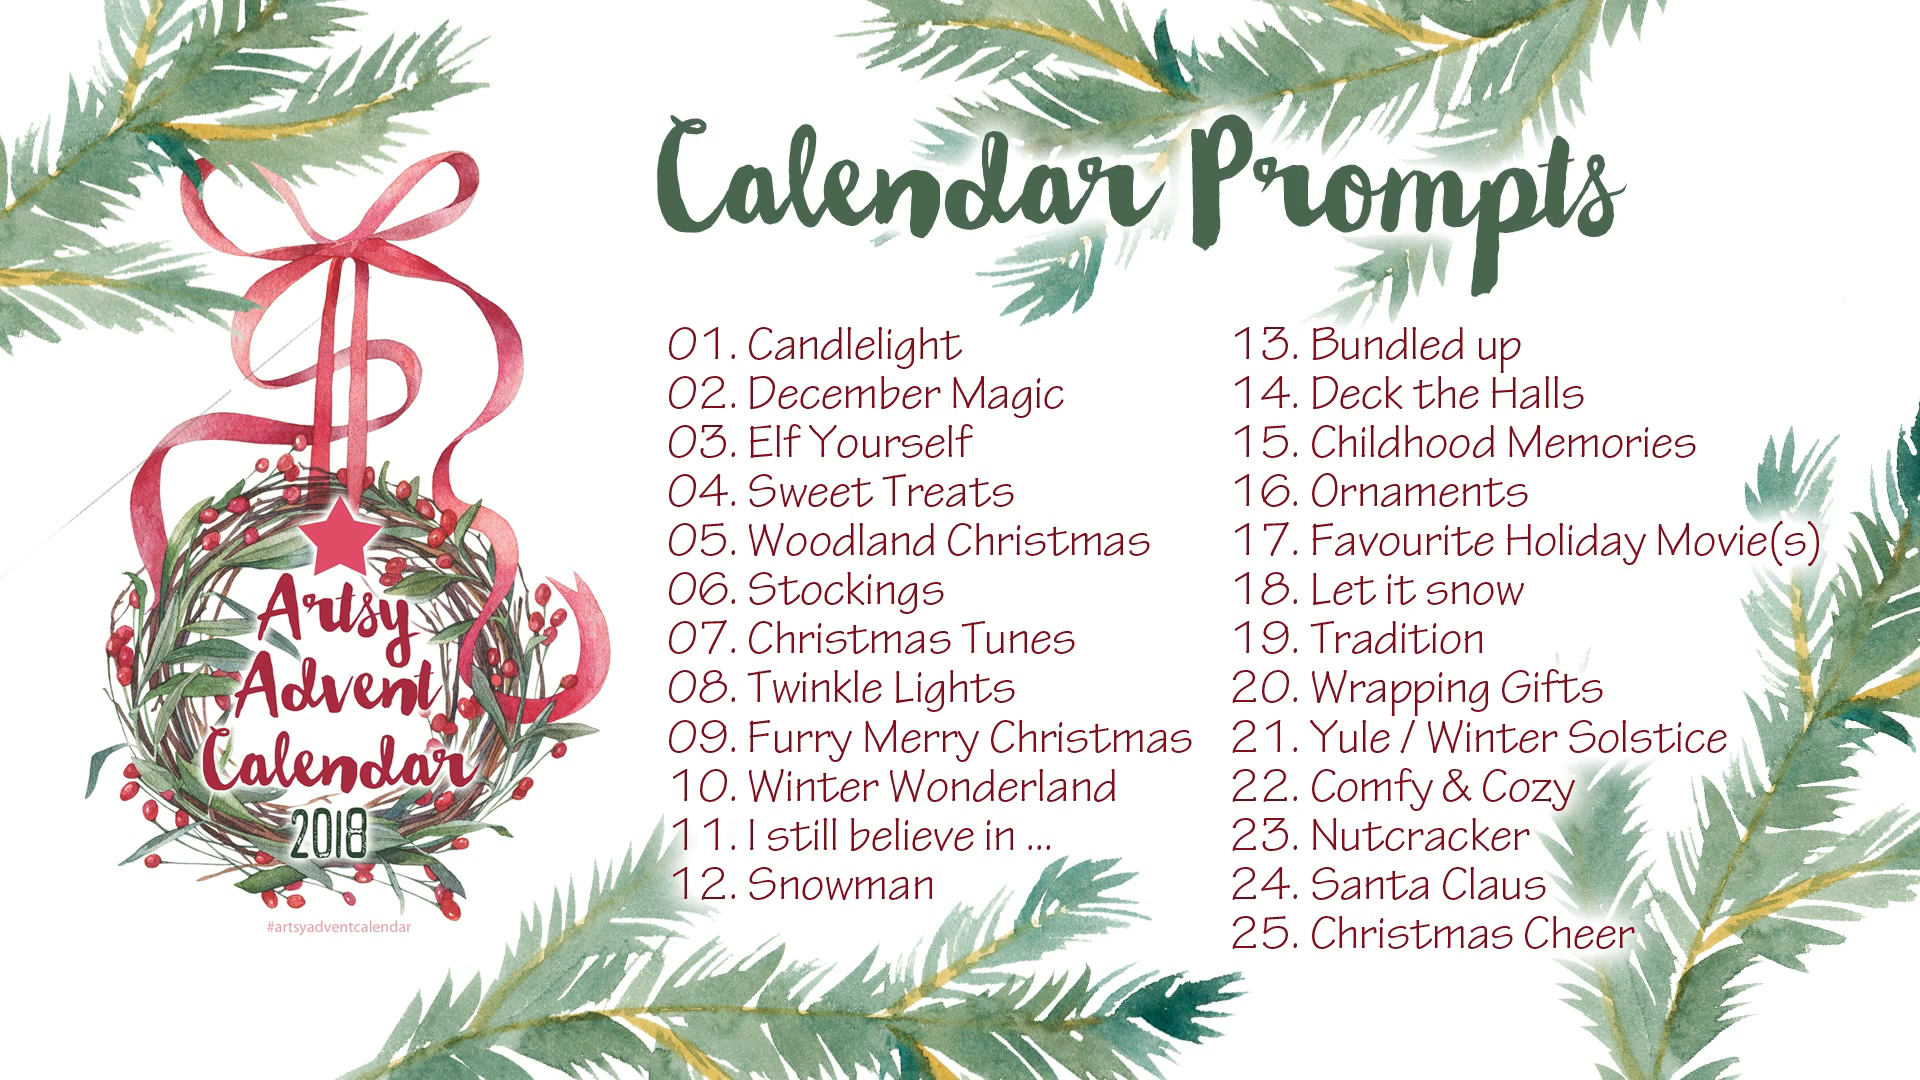 Calendar Prompts
01. Candlelight
02. December Magic
03. Elf Yourself
04. Sweet Treats
05. Woodland Christmas
06. Stockings
07. Christmas Tunes
08. Twinkle Lights
09. Furry Merry Christmas
10. Winter Wonderland
11. I still believe in ...
12. Snowman
13. Bundled up
14. Deck the Halls
15. Childhood Memories
16. Ornaments
17. Favourite Holiday Movie(s)
18. Let it snow
19. Tradition
20. Wrapping Gifts
21. Yule / Winter Solstice
22. Comfy & Cozy
23. Nutcracker
24. Santa Claus
25. Christmas Cheer
Artsy
Advent
Calendar
2018
#artsyadventcalendar